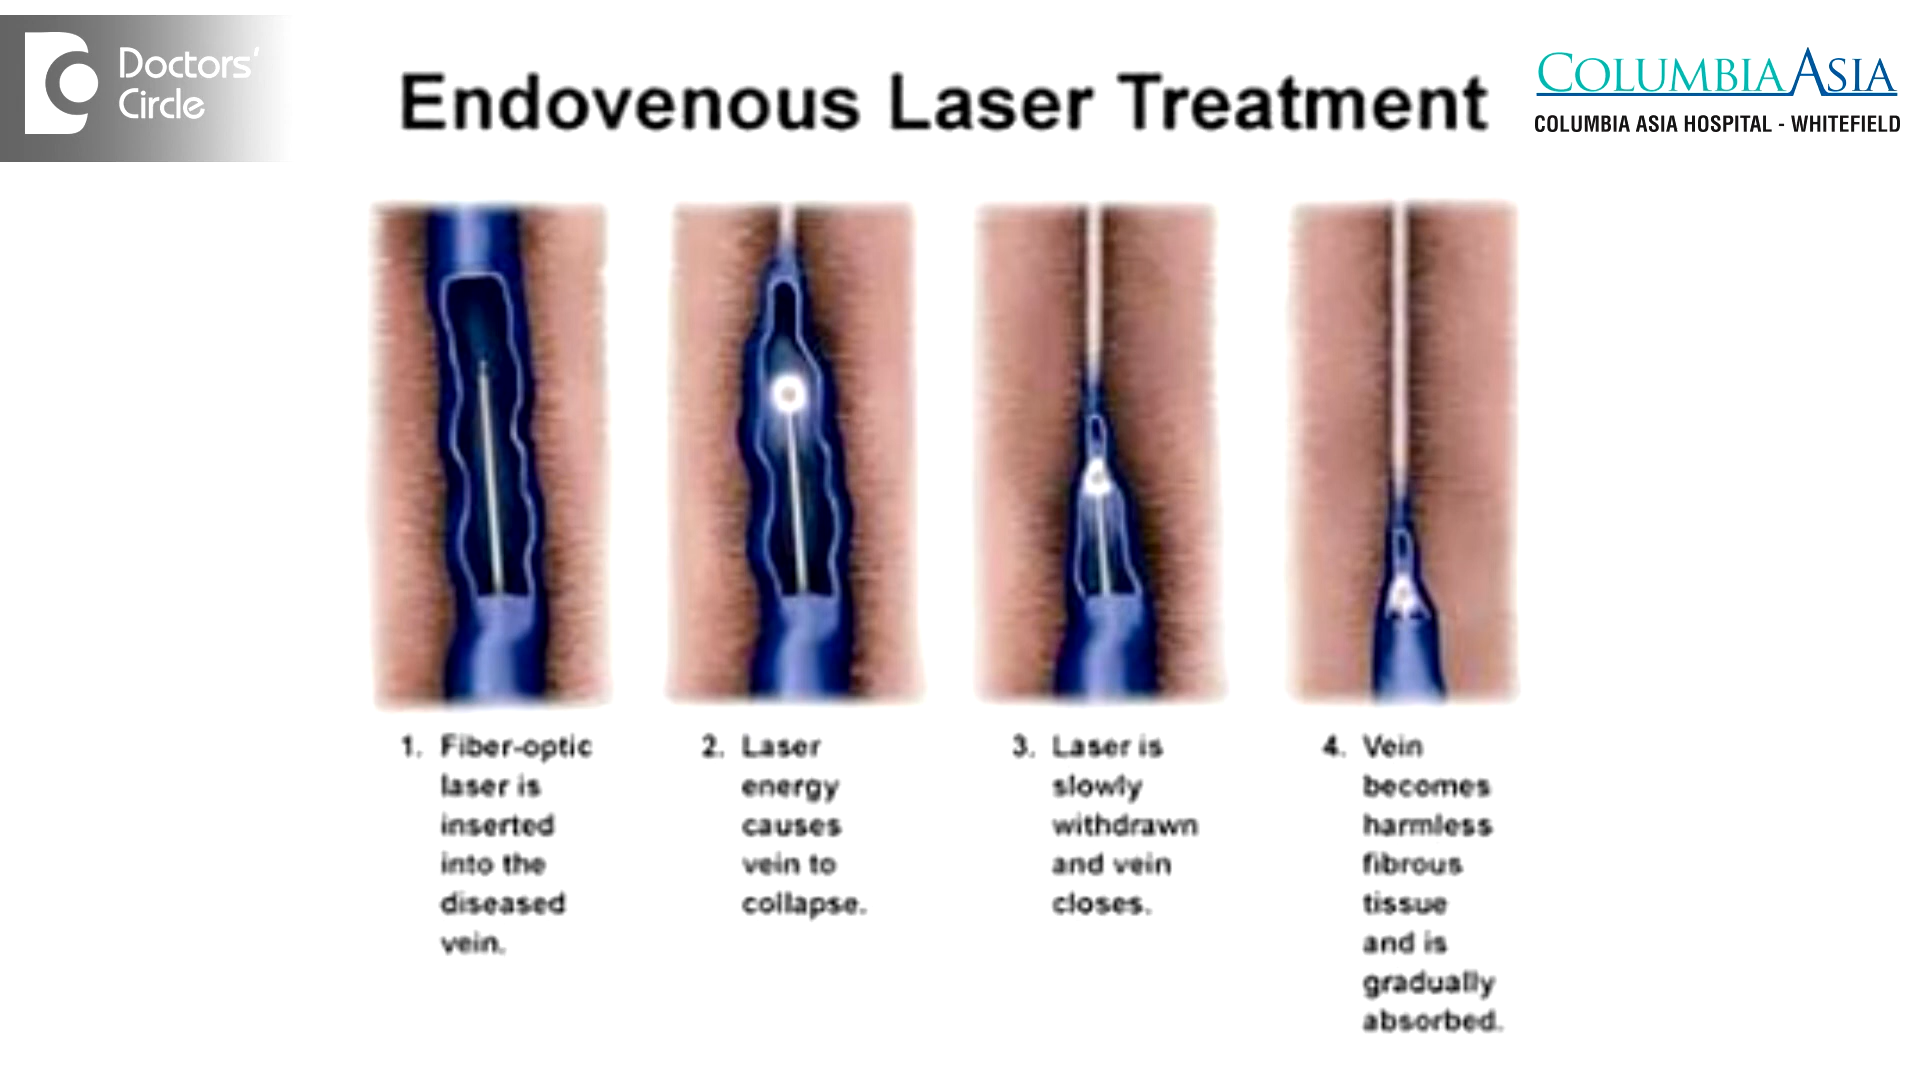 Doctors'
Circle
Endovenous Laser Treatment
COLUMBIA ASIA
COLUMBIA ASIA HOSPITAL - WHITEFIELD
1. Fiber-optic
laser is
inserted
into the
diseased
vein.
2. Laser
energy
causes
vein to
collapse.
3. Laser is
slowly
withdrawn
and vein
closes.
4. Vein
becomes
harmless
fibrous
tissue
and is
gradually
absorbed.